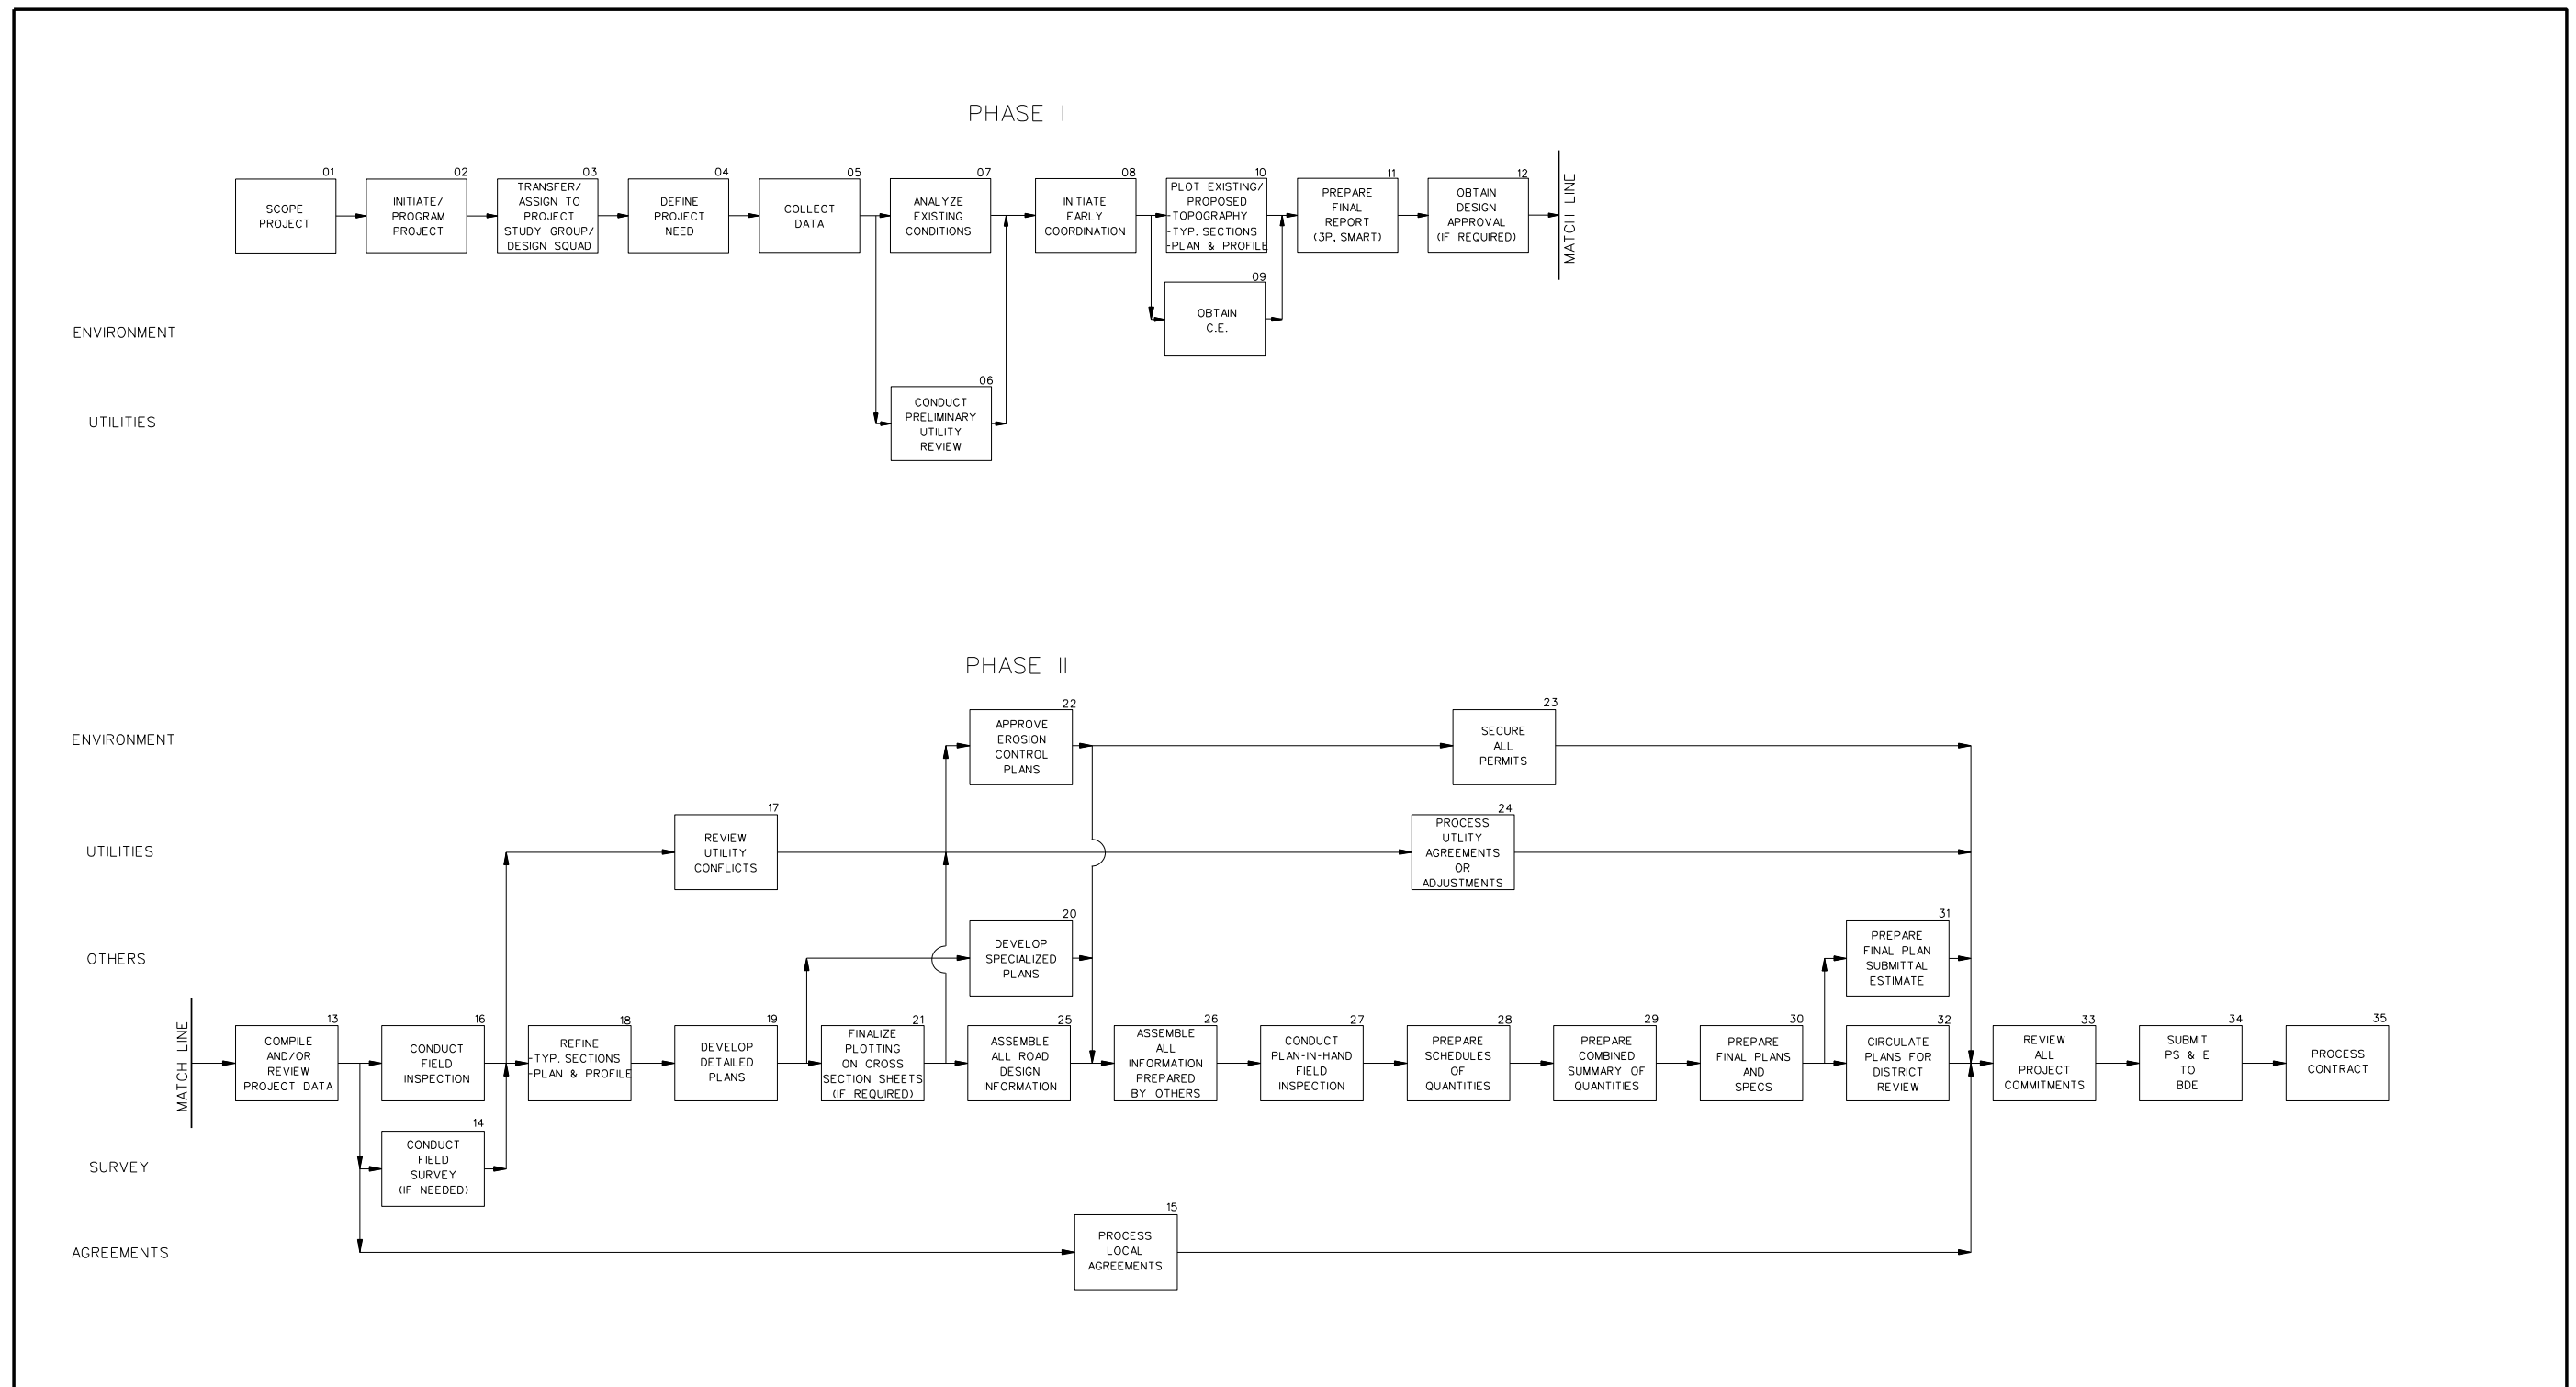 PHASE I
01
SCOPE
PROJECT
02
INITIATE/
PROGRAM
PROJECT
03
TRANSFER/
ASSIGN TO
PROJECT
STUDY GROUP/
DESIGN SQUAD
04
DEFINE
PROJECT
NEED
05
COLLECT
DATA
07
ANALYZE
EXISTING
CONDITIONS
08
INITIATE
EARLY
COORDINATION
10
PLOT EXISTING/
PROPOSED
-TOPOGRAPHY
-TYP. SECTIONS
-PLAN & PROFILE
11
PREPARE
FINAL
REPORT
(3P, SMART)
12
OBTAIN
DESIGN
APPROVAL
(IF REQUIRED)
MATCH LINE
ENVIRONMENT
09
OBTAIN
C.E.
UTILITIES
06
CONDUCT
PRELIMINARY
UTILITY
REVIEW
PHASE II
ENVIRONMENT
22
APPROVE
EROSION
CONTROL
PLANS
23
SECURE
ALL
PERMITS
UTILITIES
17
REVIEW
UTILITY
CONFLICTS
24
PROCESS
UTLITY
AGREEMENTS
OR
ADJUSTMENTS
OTHERS
20
DEVELOP
SPECIALIZED
PLANS
31
PREPARE
FINAL PLAN
SUBMITTAL
ESTIMATE
MATCH LINE
13
COMPILE
AND/OR
REVIEW
PROJECT DATA
16
CONDUCT
FIELD
INSPECTION
18
REFINE
-TYP. SECTIONS
-PLAN & PROFILE
19
DEVELOP
DETAILED
PLANS
21
FINALIZE
PLOTTING
ON CROSS
SECTION SHEETS
(IF REQUIRED)
25
ASSEMBLE
ALL ROAD
DESIGN
INFORMATION
26
ASSEMBLE
ALL
INFORMATION
PREPARED
BY OTHERS
27
CONDUCT
PLAN-IN-HAND
FIELD
INSPECTION
28
PREPARE
SCHEDULES
OF
QUANTITIES
29
PREPARE
COMBINED
SUMMARY OF
QUANTITIES
30
PREPARE
FINAL PLANS
AND
SPECS
32
CIRCULATE
PLANS FOR
DISTRICT
REVIEW
33
REVIEW
ALL
PROJECT
COMMITMENTS
34
SUBMIT
PS & E
TO
BDE
35
PROCESS
CONTRACT
SURVEY
14
CONDUCT
FIELD
SURVEY
(IF NEEDED)
AGREEMENTS
15
PROCESS
LOCAL
AGREEMENTS